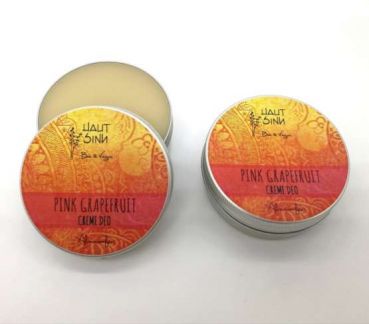 HAUT
SINN
Bio & Vegan
PINK GRAPEFRUIT
CREME DEO
HAUT
SINN
Bio & Vegan
PINK GRAPEFRUIT
CREME DEO